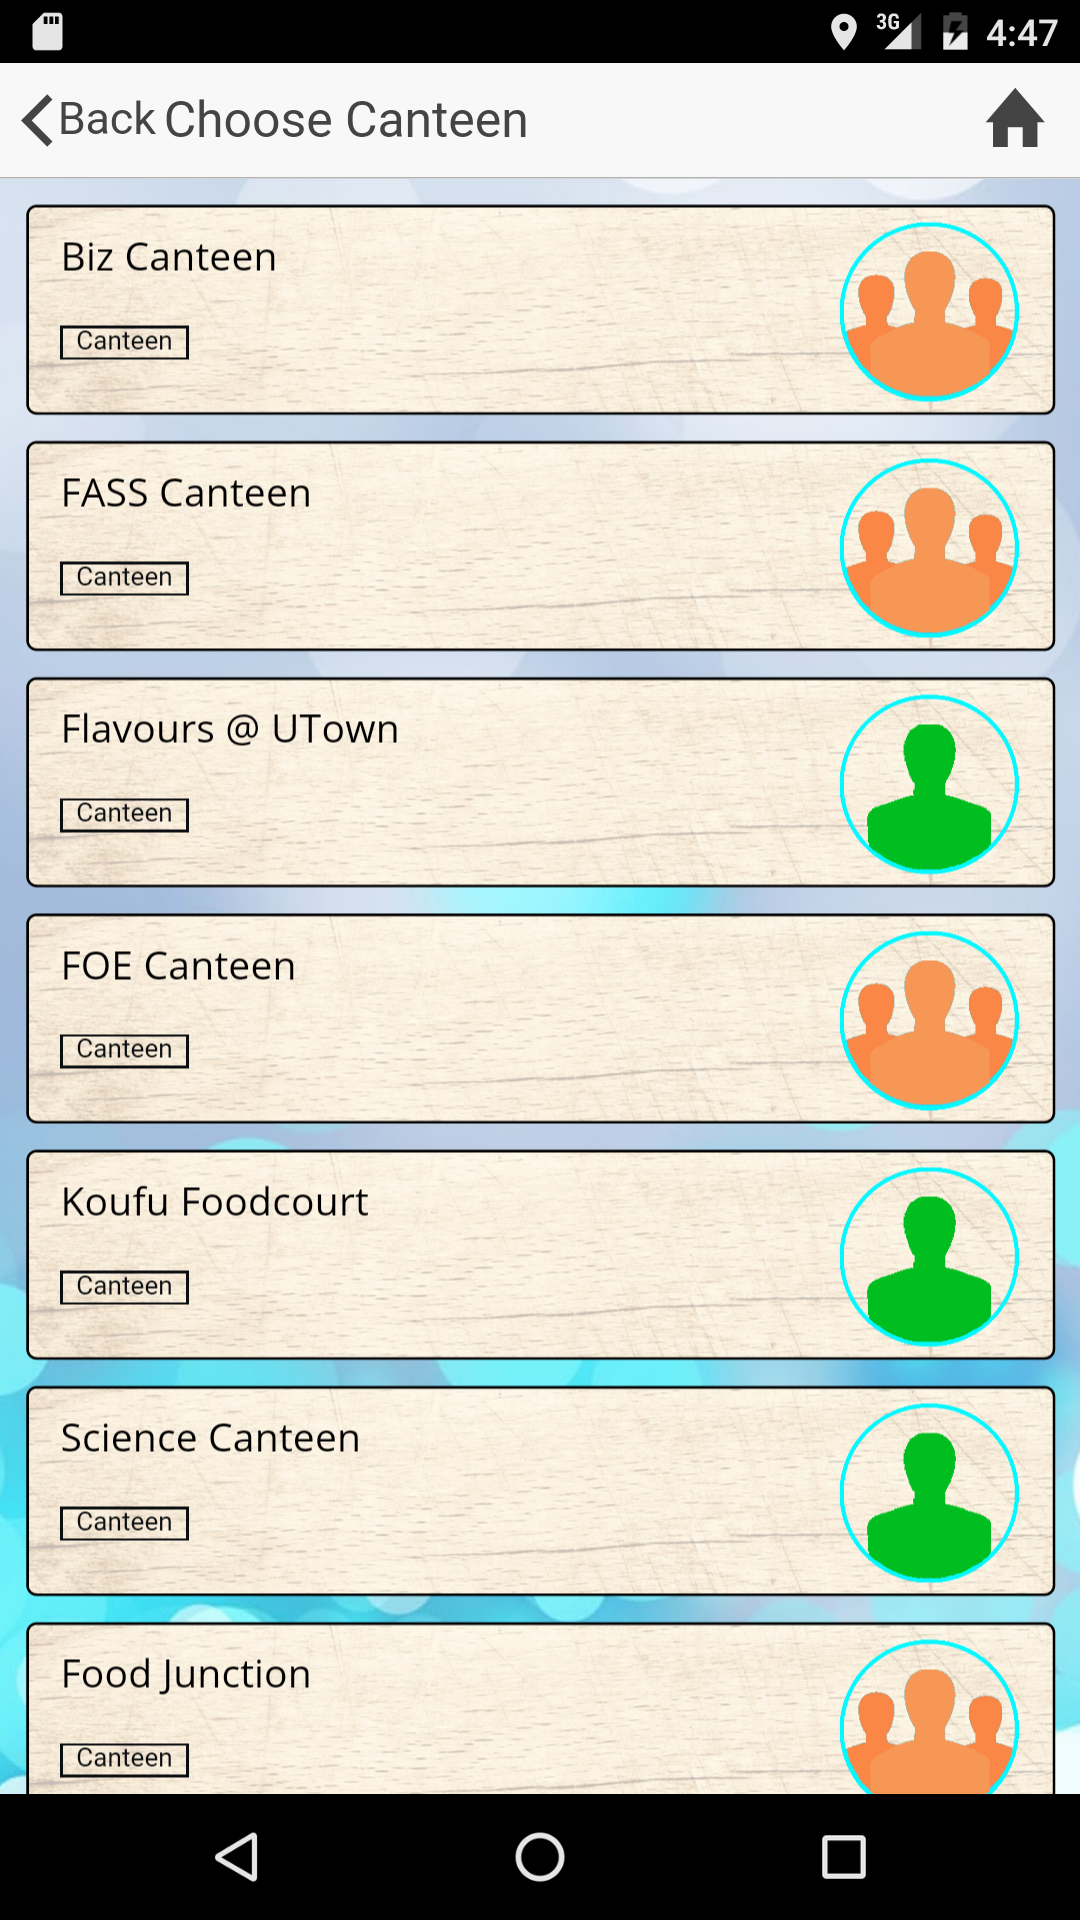 3G 4:47
Back Choose Canteen
Biz Canteen
Canteen
FASS Canteen
Canteen
Flavours @ UTown
Canteen
FOE Canteen
Canteen
Koufu Foodcourt
Canteen
Science Canteen
Canteen
Food Junction
Canteen